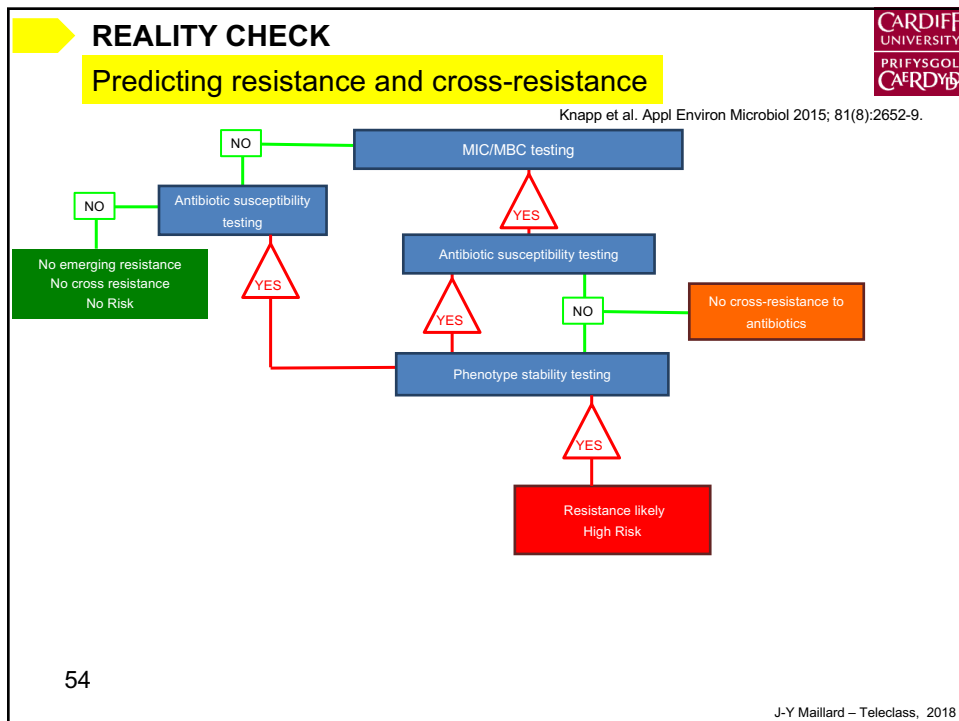 REALITY CHECK
Predicting resistance and cross-resistance
CARDIFF
UNIVERSITY
PRIFYSGOL
CAERDYD
Knapp et al. Appl Environ Microbiol 2015; 81(8):2652-9.
NO
MIC/MBC testing
NO
Antibiotic susceptibility
testing
YES
Antibiotic susceptibility testing
No emerging resistance
No cross resistance
No Risk
YES
YES
NO
No cross-resistance to
antibiotics
Phenotype stability testing
YES
Resistance likely
High Risk
54
J-Y Maillard – Teleclass, 2018